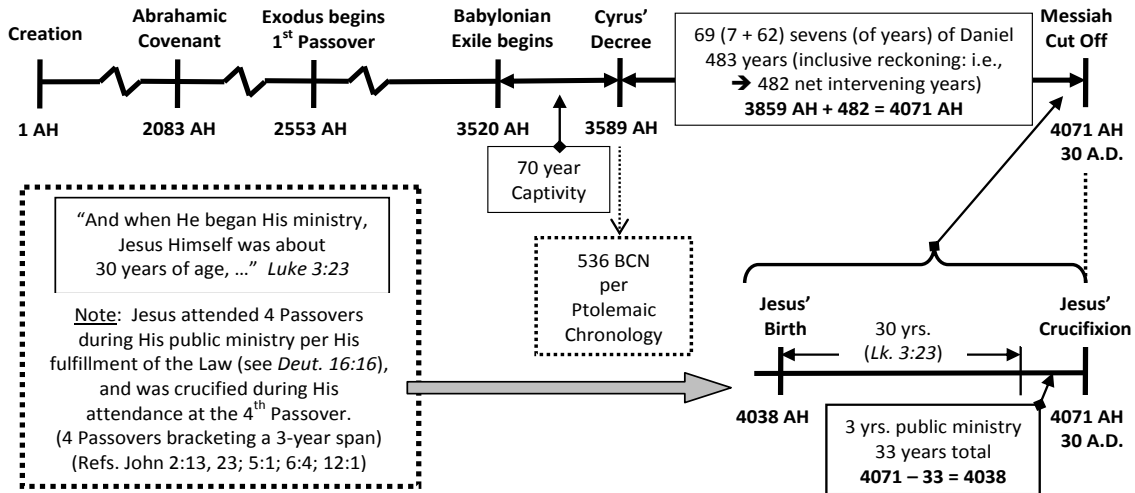 Creation
Abrahamic
Covenant
Exodus begins
1st Passover
Babylonian
Exile begins
Cyrus’
Decree
69 (7 + 62) sevens (of years) of Daniel
483 years (inclusive reckoning: i.e.,
➔ 482 net intervening years)
3859 AH + 482 = 4071 AH
Messiah
Cut Off
1 AH
2083 AH
2553 AH
3520 AH
3589 AH
4071 AH
30 A.D.
70 year
Captivity
“And when He began His ministry,
Jesus Himself was about
30 years of age, …” Luke 3:23
Note: Jesus attended 4 Passovers
during His public ministry per His
fulfillment of the Law (see Deut. 16:16),
and was crucified during His
attendance at the 4th Passover.
(4 Passovers bracketing a 3-year span)
(Refs. John 2:13, 23; 5:1; 6:4; 12:1)
536 BCN
per
Ptolemaic
Chronology
Jesus’
Birth
30 yrs.
(Lk. 3:23)
Jesus’
Crucifixion
4038 AH
3 yrs. public ministry
33 years total
4071 – 33 = 4038
4071 AH
30 A.D.